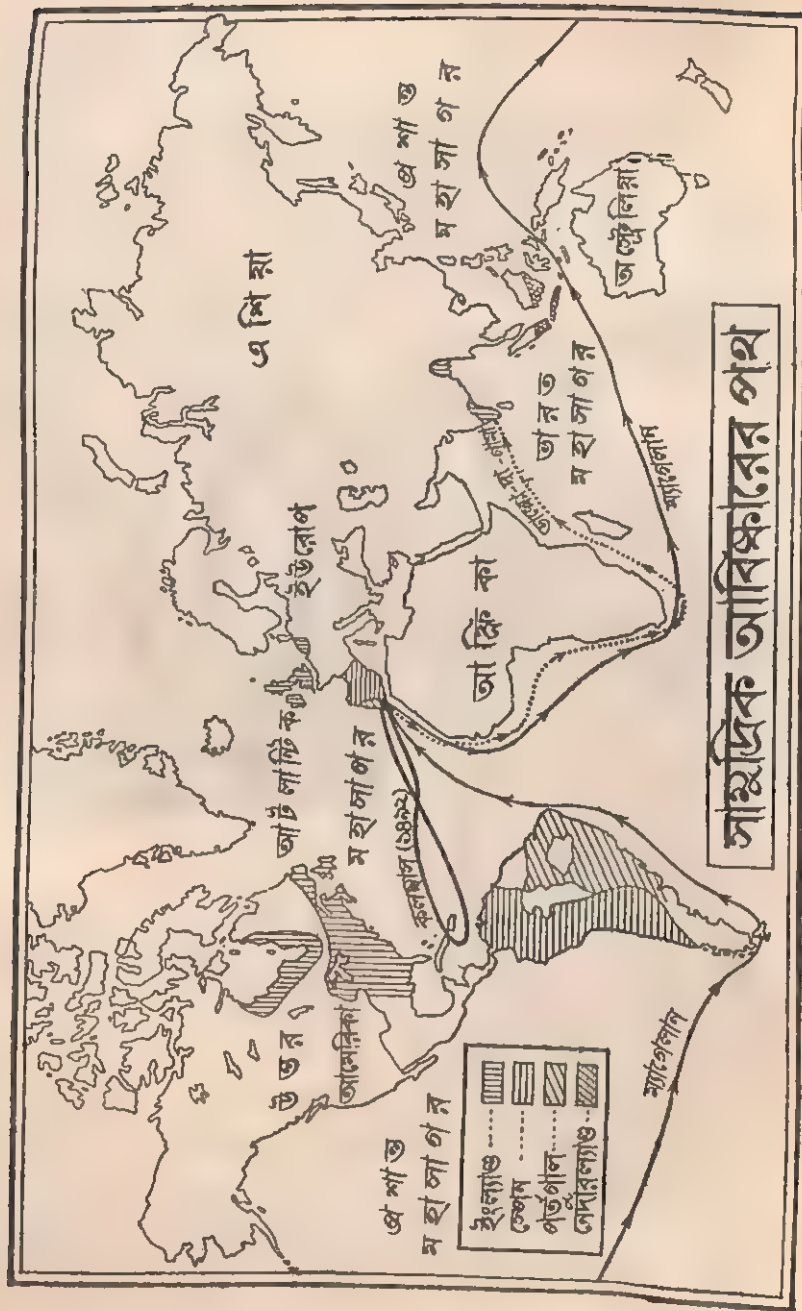 সামুদ্রিক আবিষ্কারের পথ
উত্তর
আমেরিকা
আটলান্টিক
মহাসাগর
ইউরোপ
এশিয়া
আফ্রিকা
প্রশান্ত
মহাসাগর
প্রশান্ত
মহাসাগর
ভারত
মহাসাগর
অস্ট্রেলিয়া
কলম্বাস (১৪৯২)
ভাস্কো-দা-গামা
ম্যাগেলান
ম্যাগেলান
ইংল্যাণ্ড
স্পেন
পর্তুগাল
নেদারল্যাণ্ড